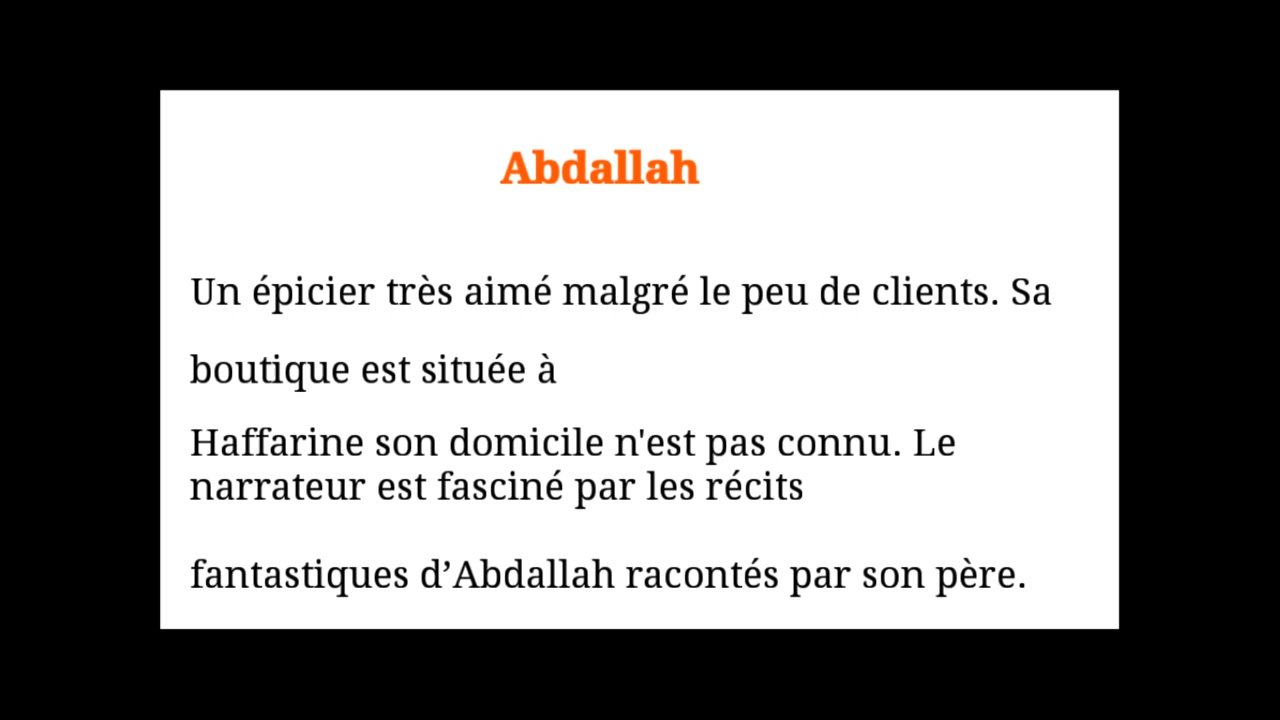 Abdallah
Un épicier très aimé malgré le peu de clients. Sa
boutique est située à
Haffarine son domicile n'est pas connu. Le
narrateur est fasciné par les récits
fantastiques d’Abdallah racontés par son père.